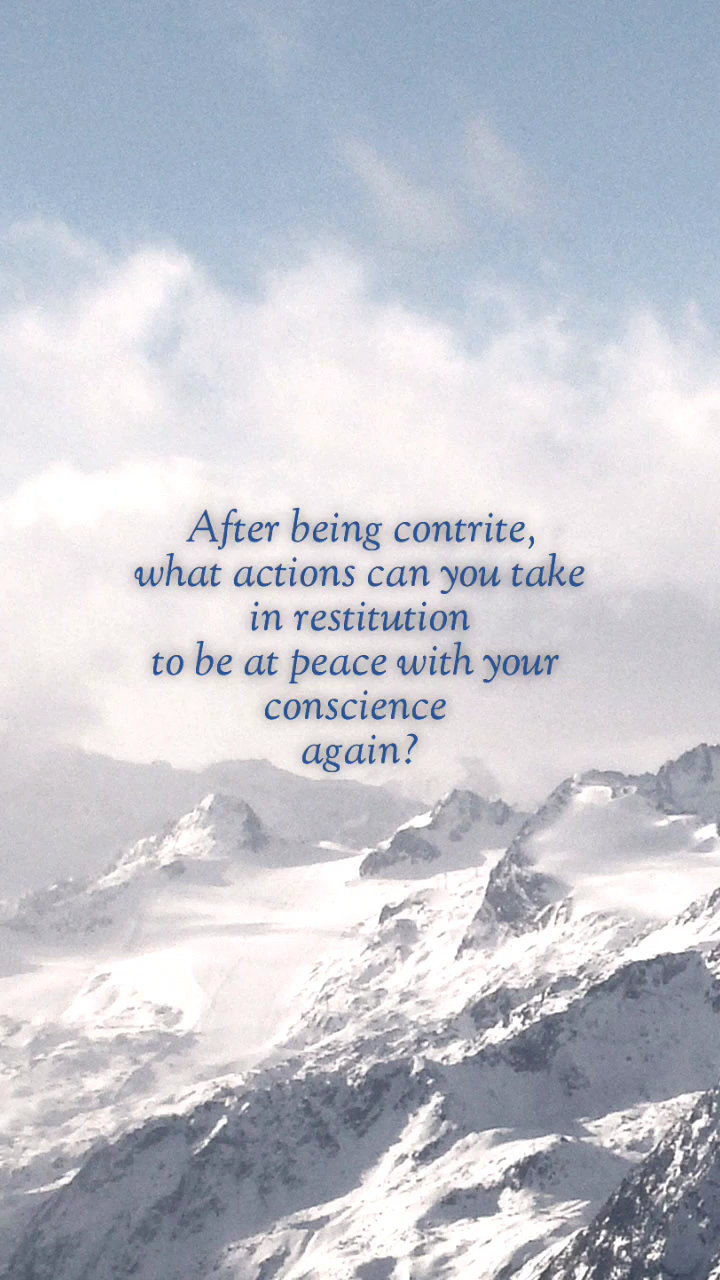 After being contrite,
what actions can you take
in restitution
to be at peace with your
conscience
again?